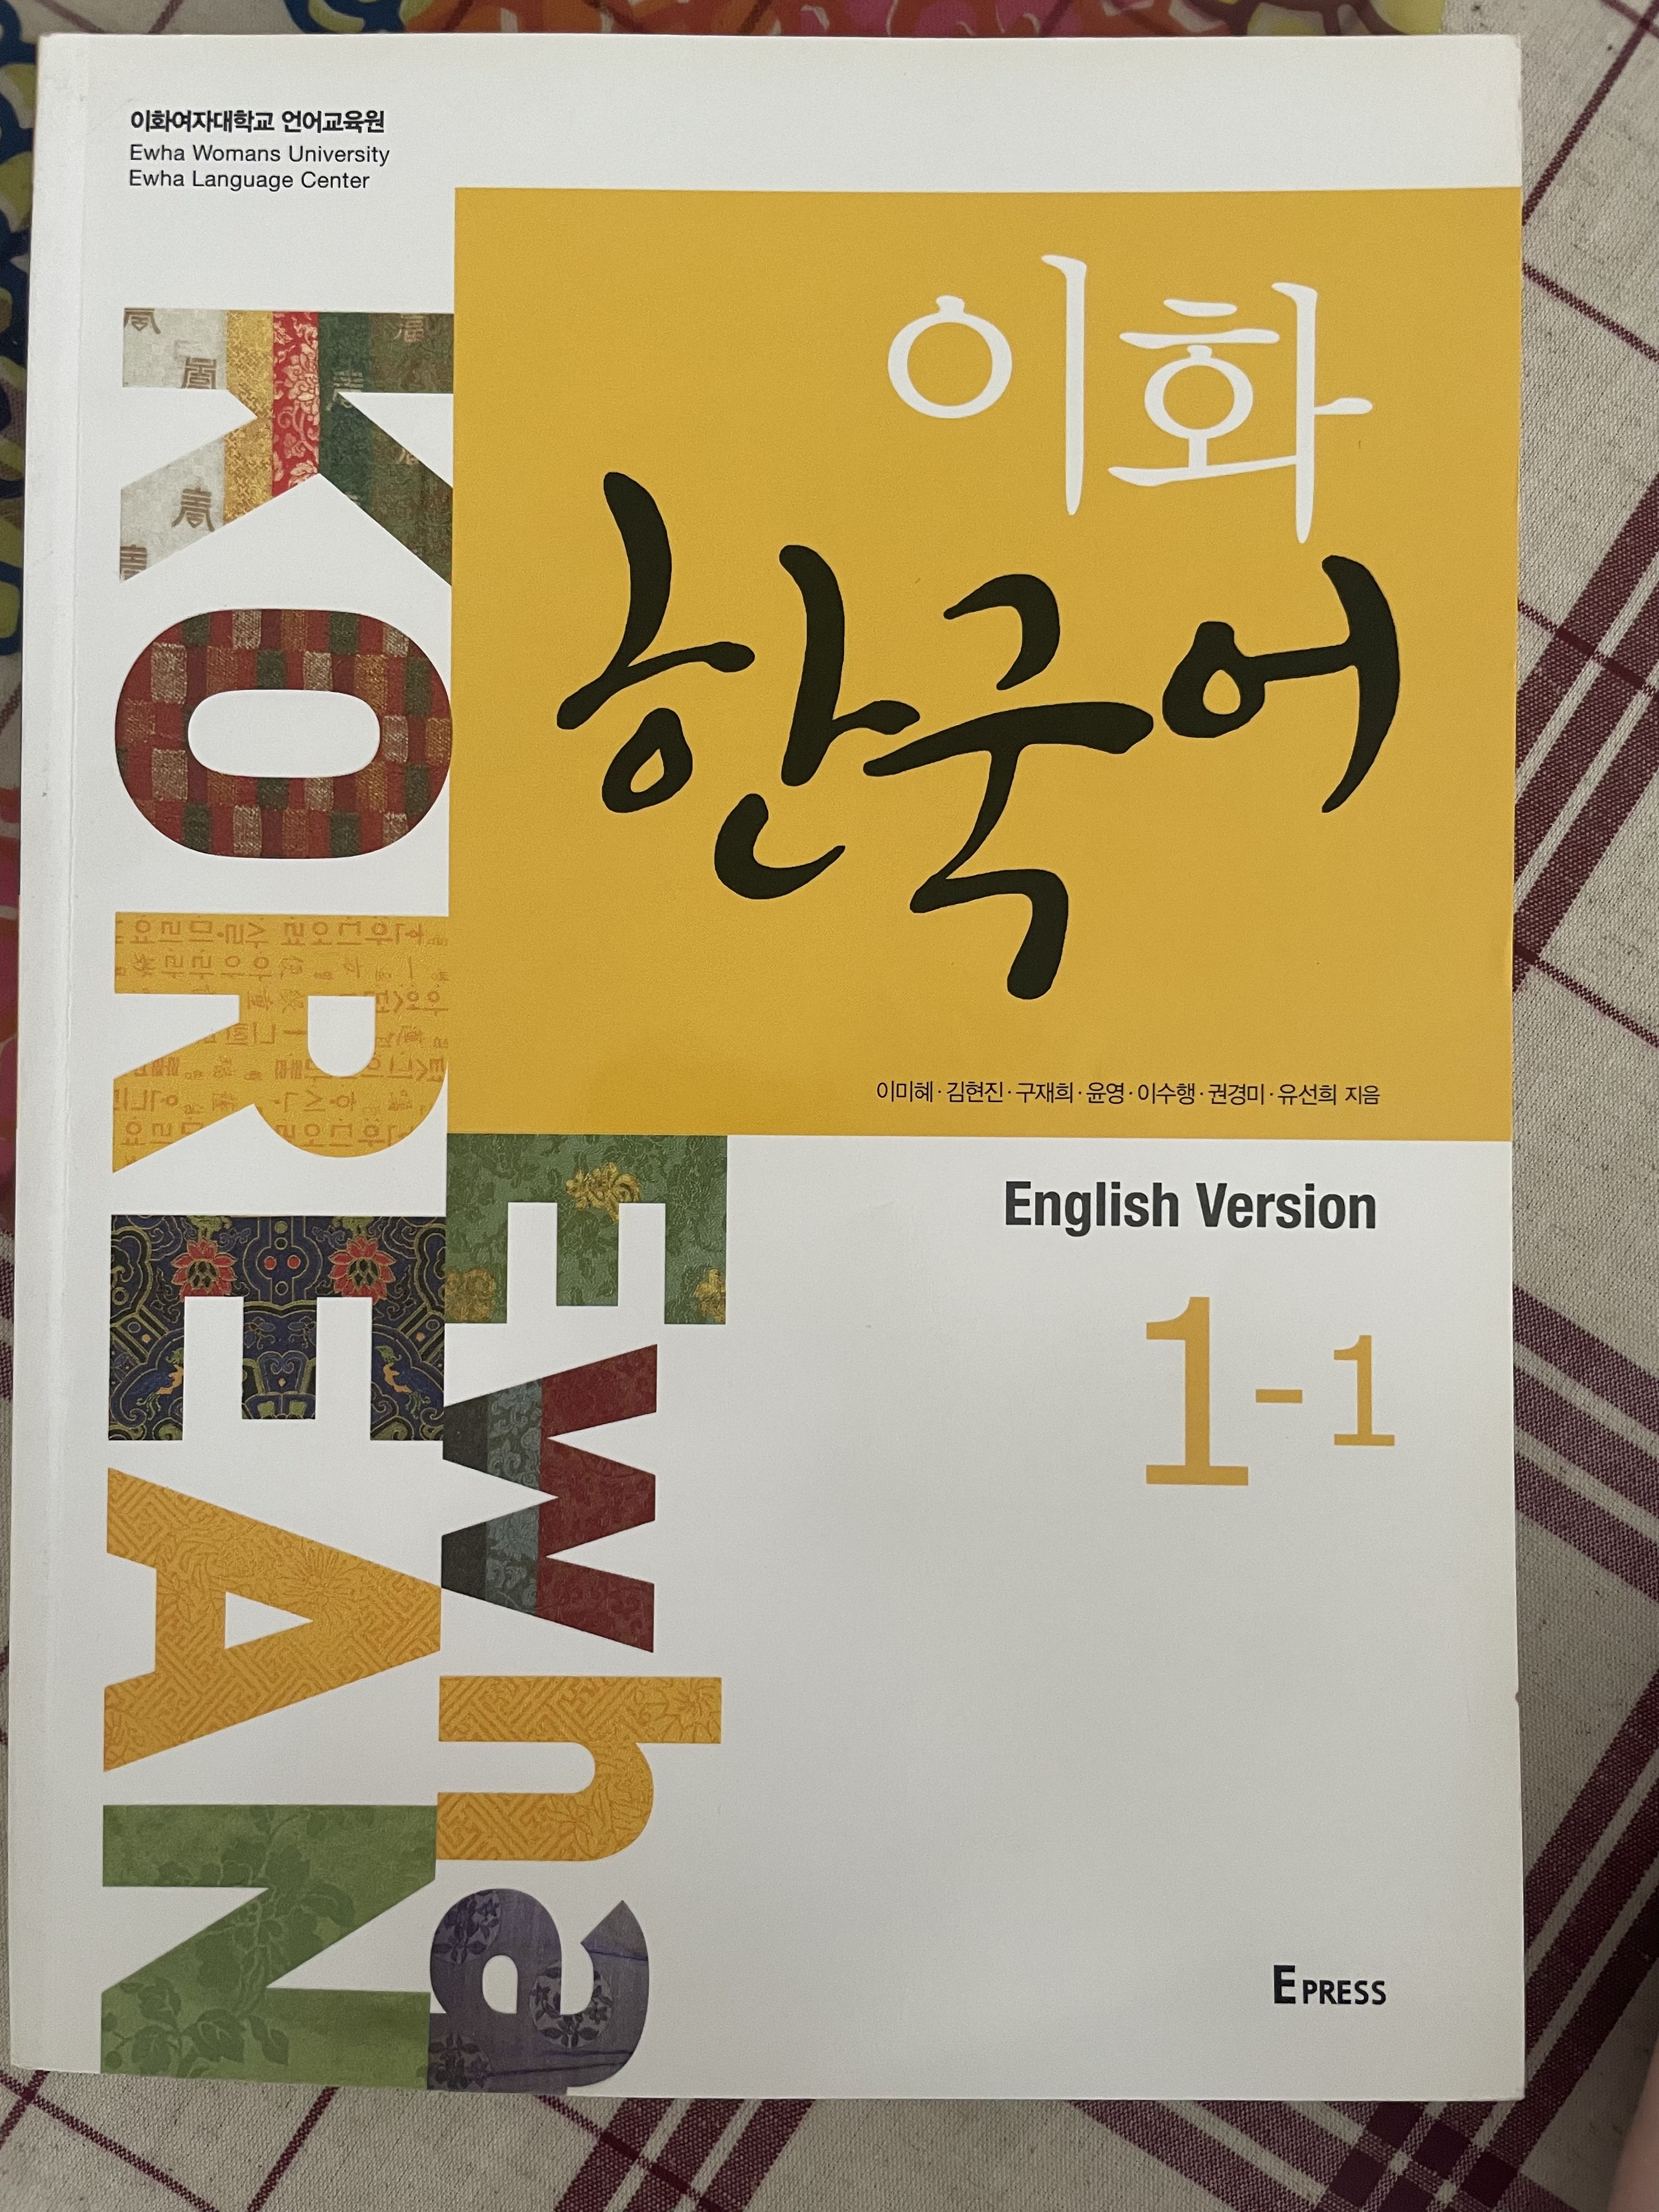 이화여자대학교 언어교육원
Ewha Womans University
Ewha Language Center
이화
한국어
이미혜·김현진·구재희·윤영·이수행·권경미·유선희 지음
KOREAN
Ewha
English Version
1-1
E PRESS